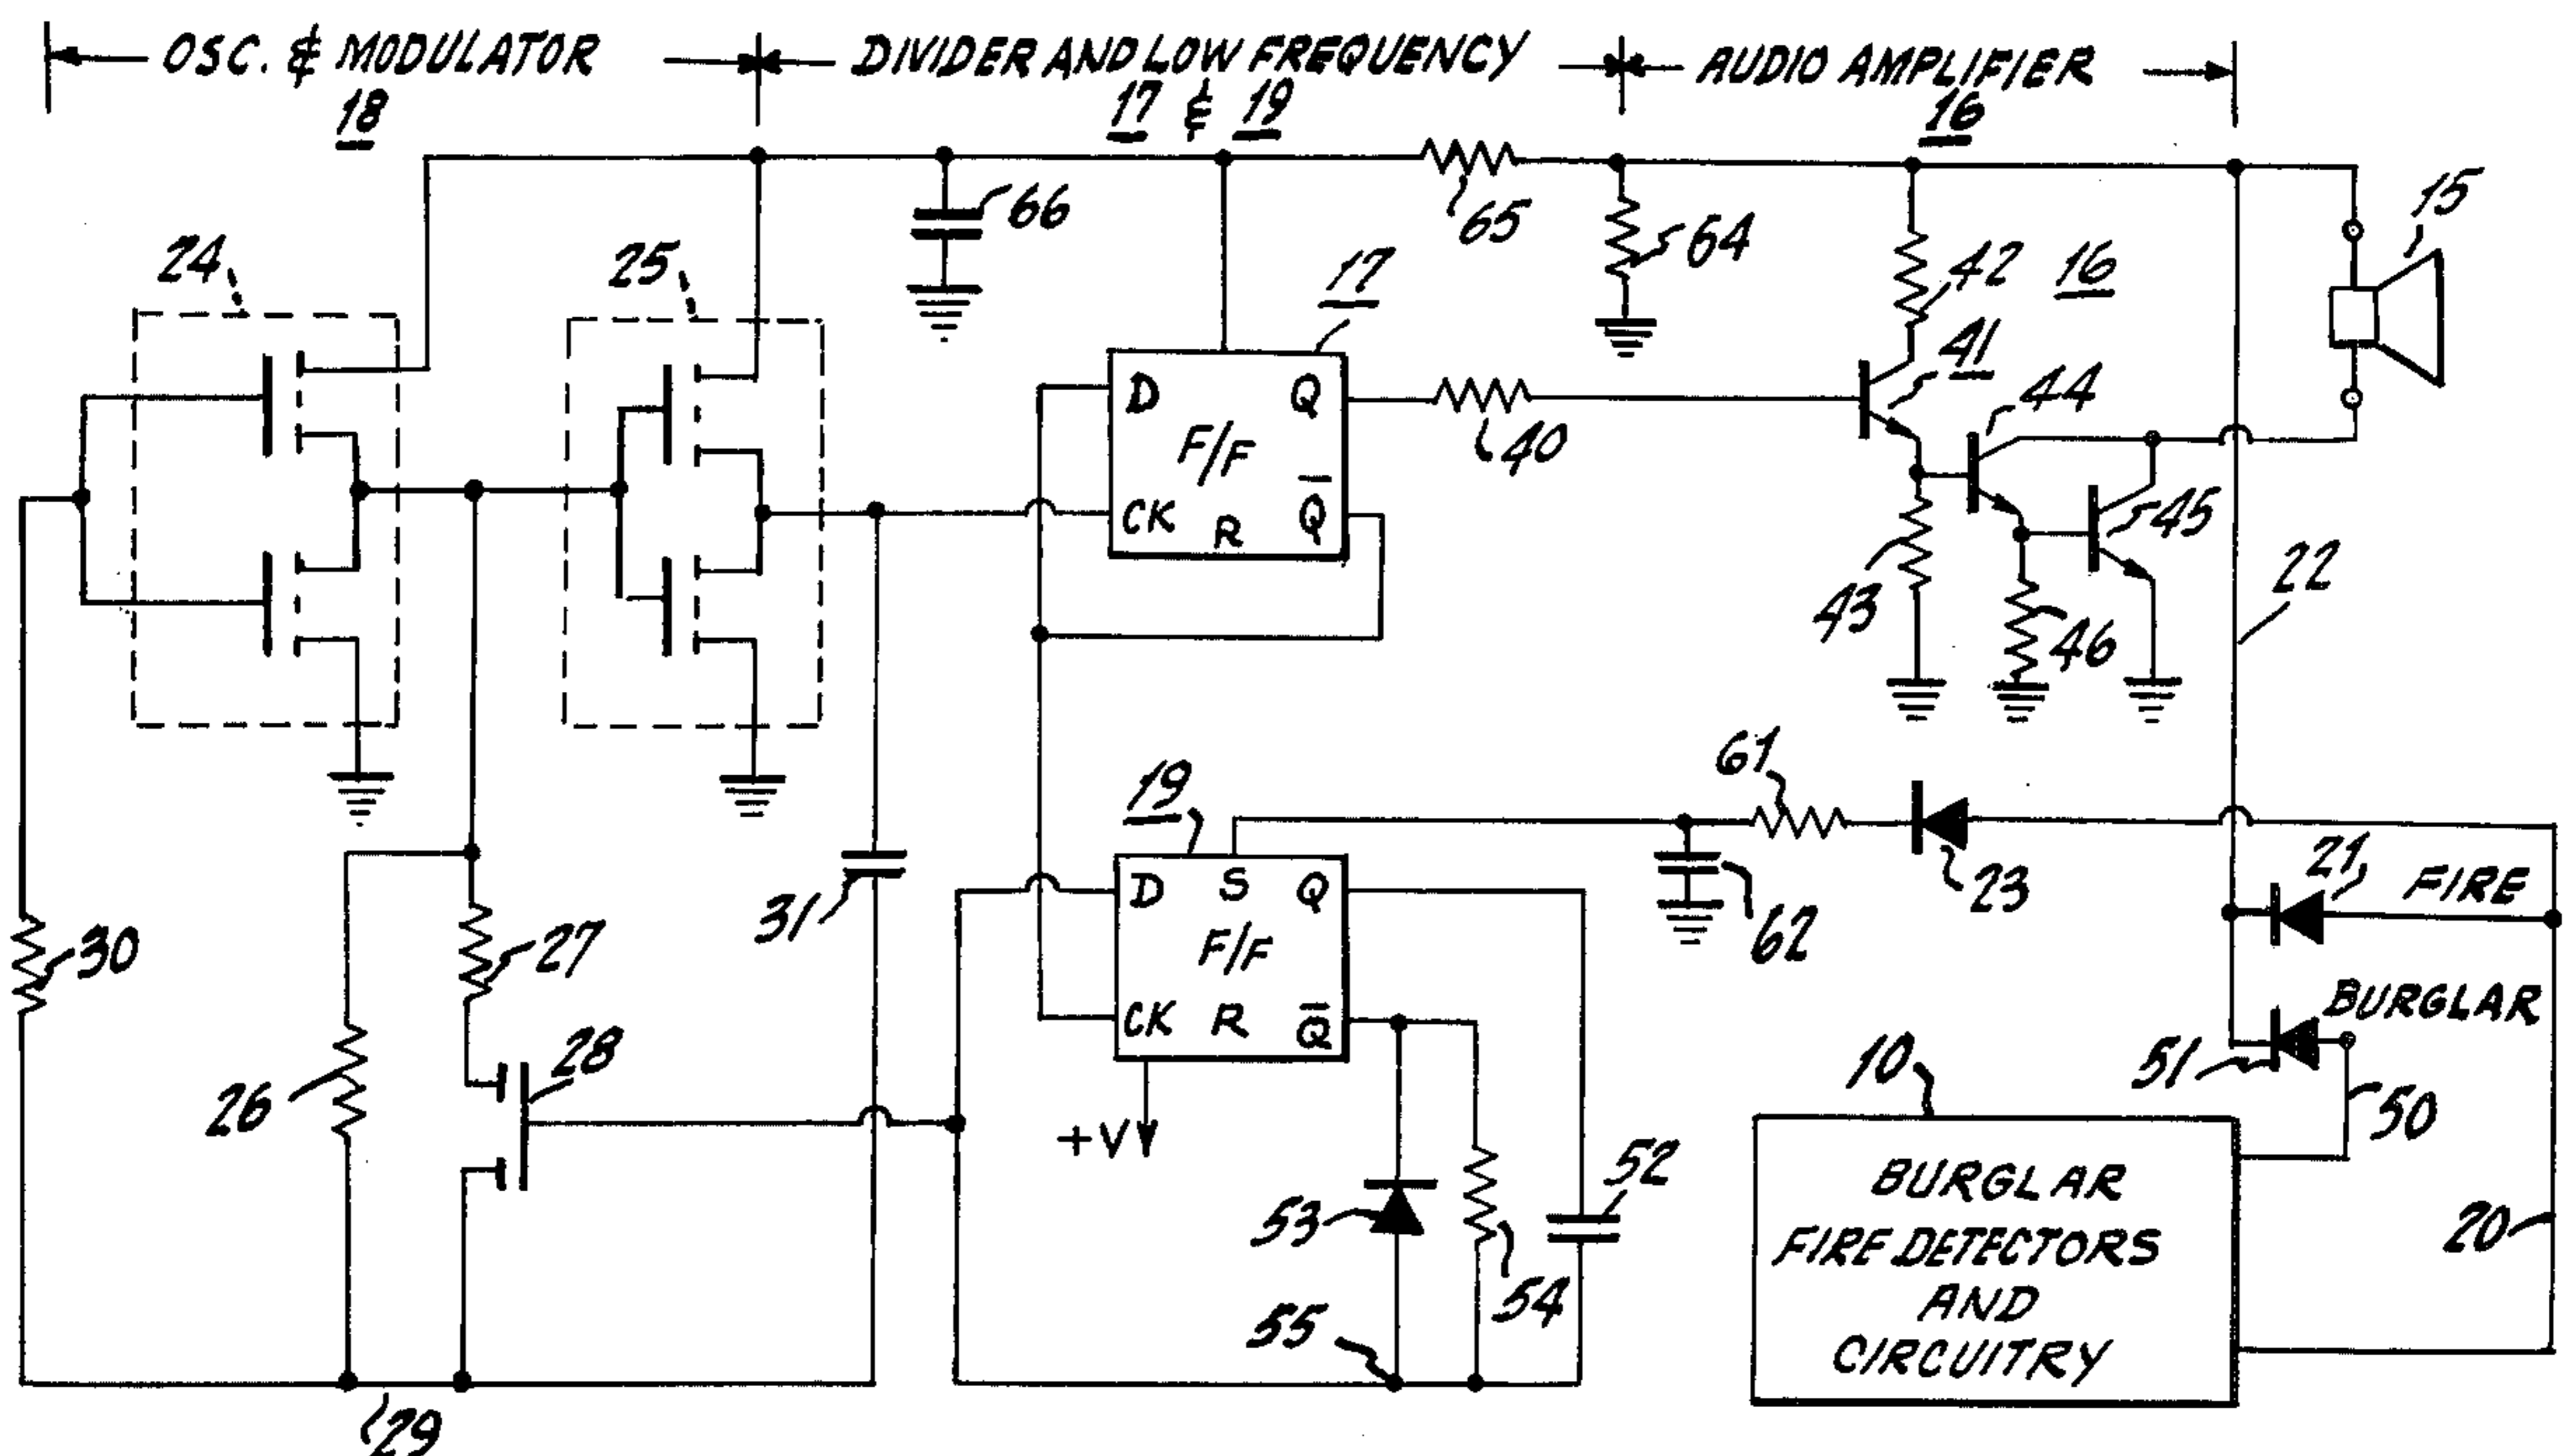 OSC. & MODULATOR
18
DIVIDER AND LOW FREQUENCY
17 & 19
AUDIO AMPLIFIER
16
66
65
64
42
16
15
24
25
17
41
44
D Q
F/F
CK R Q̅
40
45
43
46
22
19
61
D S Q
F/F
CK R Q̅
+V
62
23
21 FIRE
BURGLAR
51
50
30
27
31
26
28
53
54
52
55
10
BURGLAR
FIRE DETECTORS
AND
CIRCUITRY
20
29